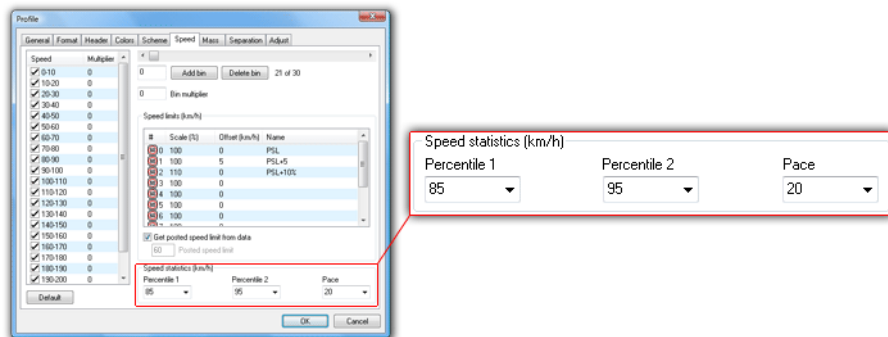 Profile
General Format Header Colors Scheme Speed Mass Separation Adjust
Speed Multiplier
0-10 0
10-20 0
20-30 0
30-40 0
40-50 0
50-60 0
60-70 0
70-80 0
80-90 0
90-100 0
100-110 0
110-120 0
120-130 0
130-140 0
140-150 0
150-160 0
160-170 0
170-180 0
180-190 0
190-200 0
Default
0 Add bin Delete bin 21 of 30
0 Bin multiplier
Speed limits (km/h)
# Scale (%) Offset (km/h) Name
0 100 0 PSL
1 100 5 PSL+5
2 110 0 PSL+10%
3 100 0
4 100 0
5 100 0
6 100 0
Get posted speed limit from data
60 Posted speed limit
Speed statistics (km/h)
Percentile 1 Percentile 2 Pace
85 95 20
OK Cancel
Speed statistics (km/h)
Percentile 1 Percentile 2 Pace
85 95 20